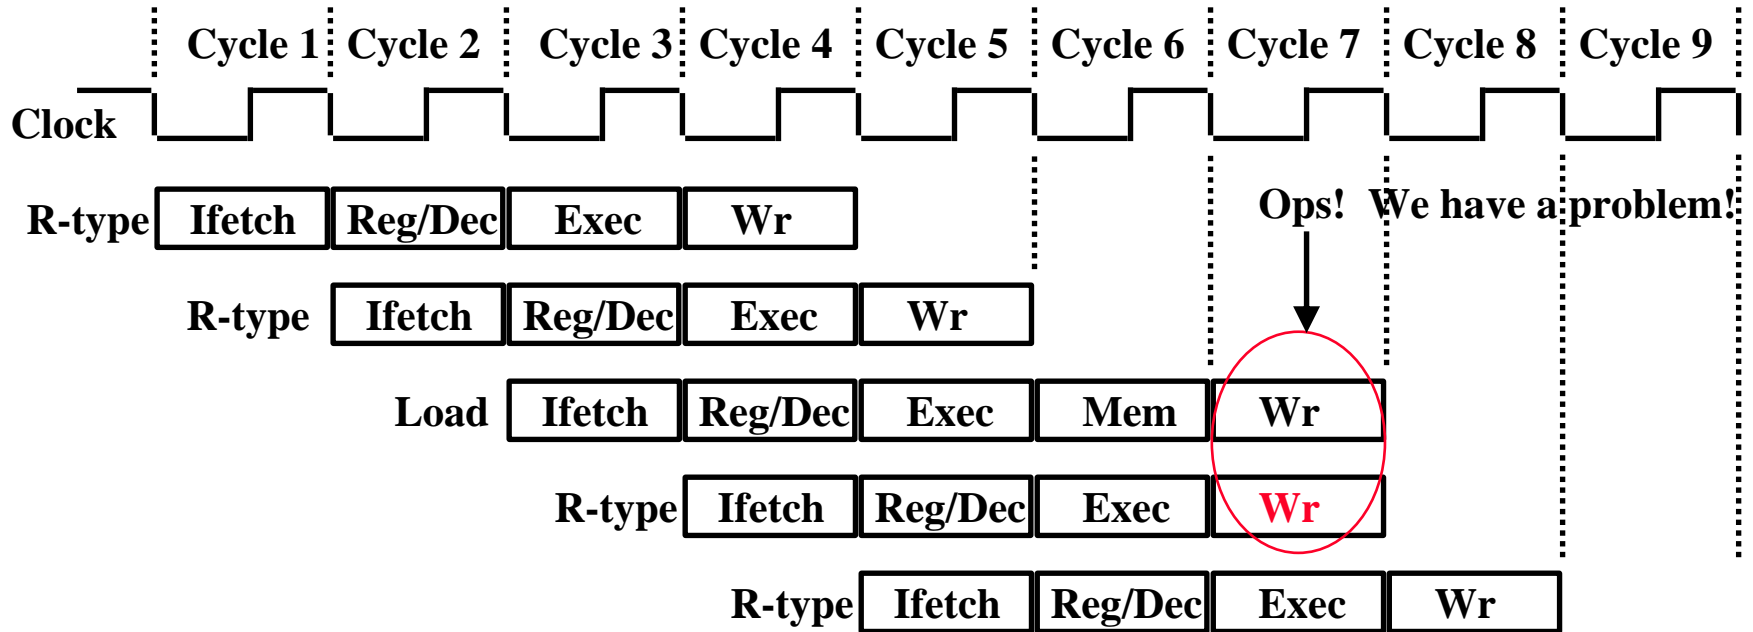 Cycle 1 Cycle 2 Cycle 3 Cycle 4 Cycle 5 Cycle 6 Cycle 7 Cycle 8 Cycle 9
Clock
Ops! We have a problem!
R-type Ifetch Reg/Dec Exec Wr
R-type Ifetch Reg/Dec Exec Wr
Load Ifetch Reg/Dec Exec Mem Wr
R-type Ifetch Reg/Dec Exec Wr
R-type Ifetch Reg/Dec Exec Wr